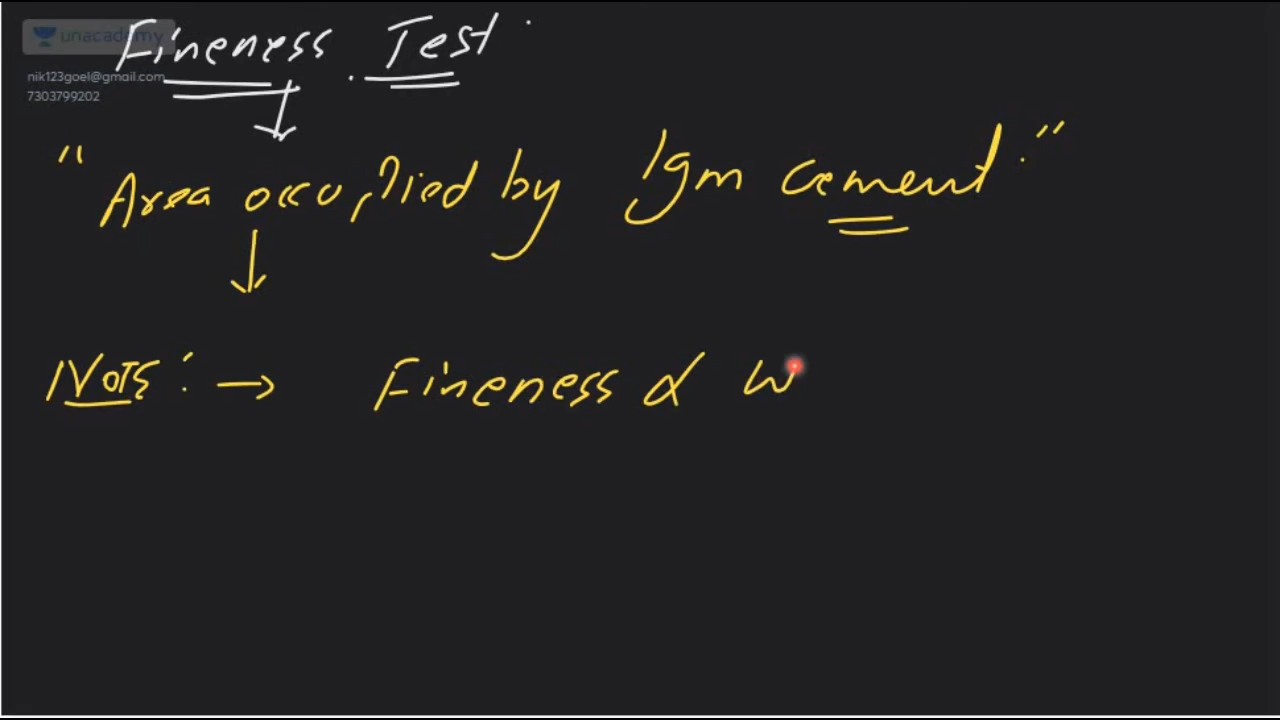 unacademy
Fineness Test
nik123goel@gmail.com
7303799202
"Area occupied by 1gm cement."
NOTE: → Fineness ∝ w